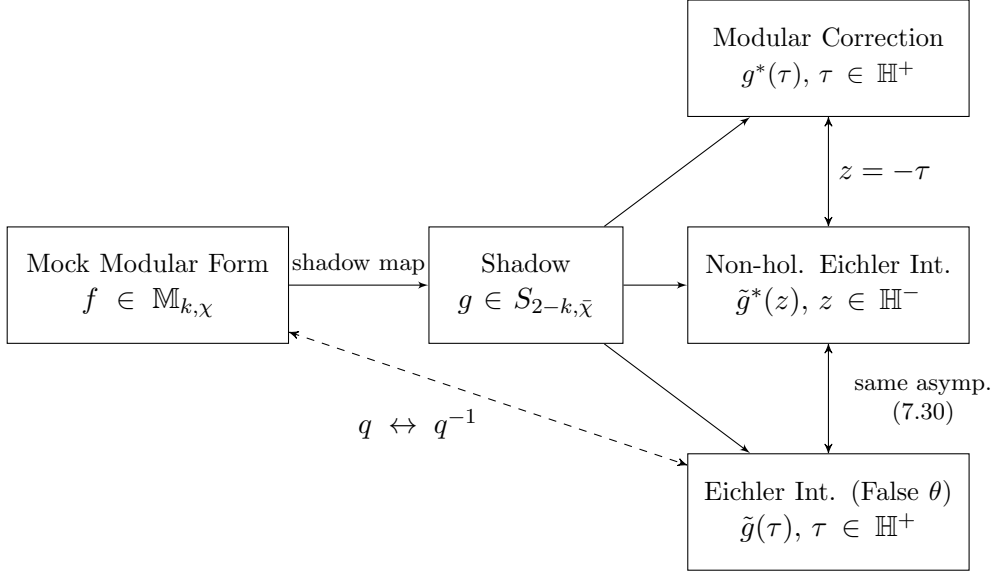 Modular Correction
g*(τ), τ ∈ ℍ⁺
z = −τ
Mock Modular Form
f ∈ 𝕄_{k,χ}
shadow map
Shadow
g ∈ S_{2−k,χ̄}
Non-hol. Eichler Int.
g̃*(z), z ∈ ℍ⁻
same asymp.
(7.30)
q ↔ q⁻¹
Eichler Int. (False θ)
g̃(τ), τ ∈ ℍ⁺